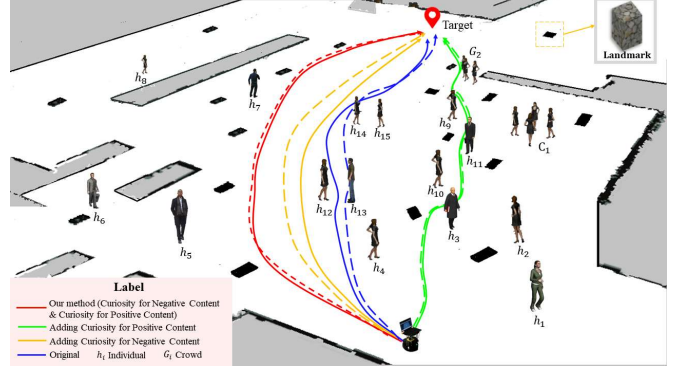 Target
Landmark
G₂
h₈
h₇
h₁₄
h₁₅
h₉
h₁₁
C₁
h₁₀
h₁₂
h₁₃
h₆
h₅
h₃
h₂
h₄
h₁
Label
Our method (Curiosity for Negative Content
& Curiosity for Positive Content)
Adding Curiosity for Positive Content
Adding Curiosity for Negative Content
Original hᵢ Individual Gᵢ Crowd